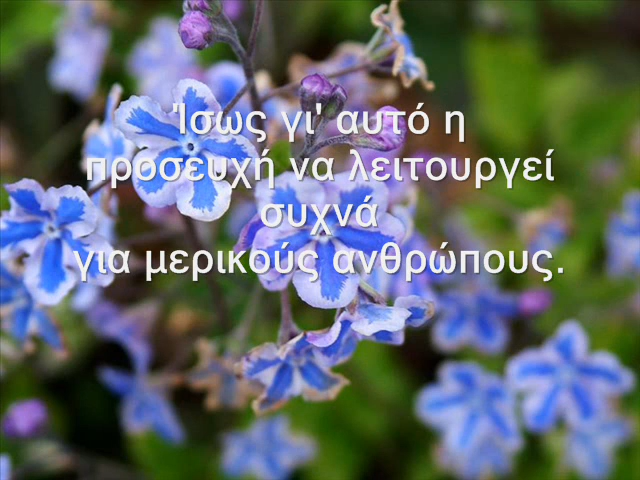 Ίσως γι' αυτό η
προσευχή να λειτουργεί
συχνά
για μερικούς ανθρώπους.